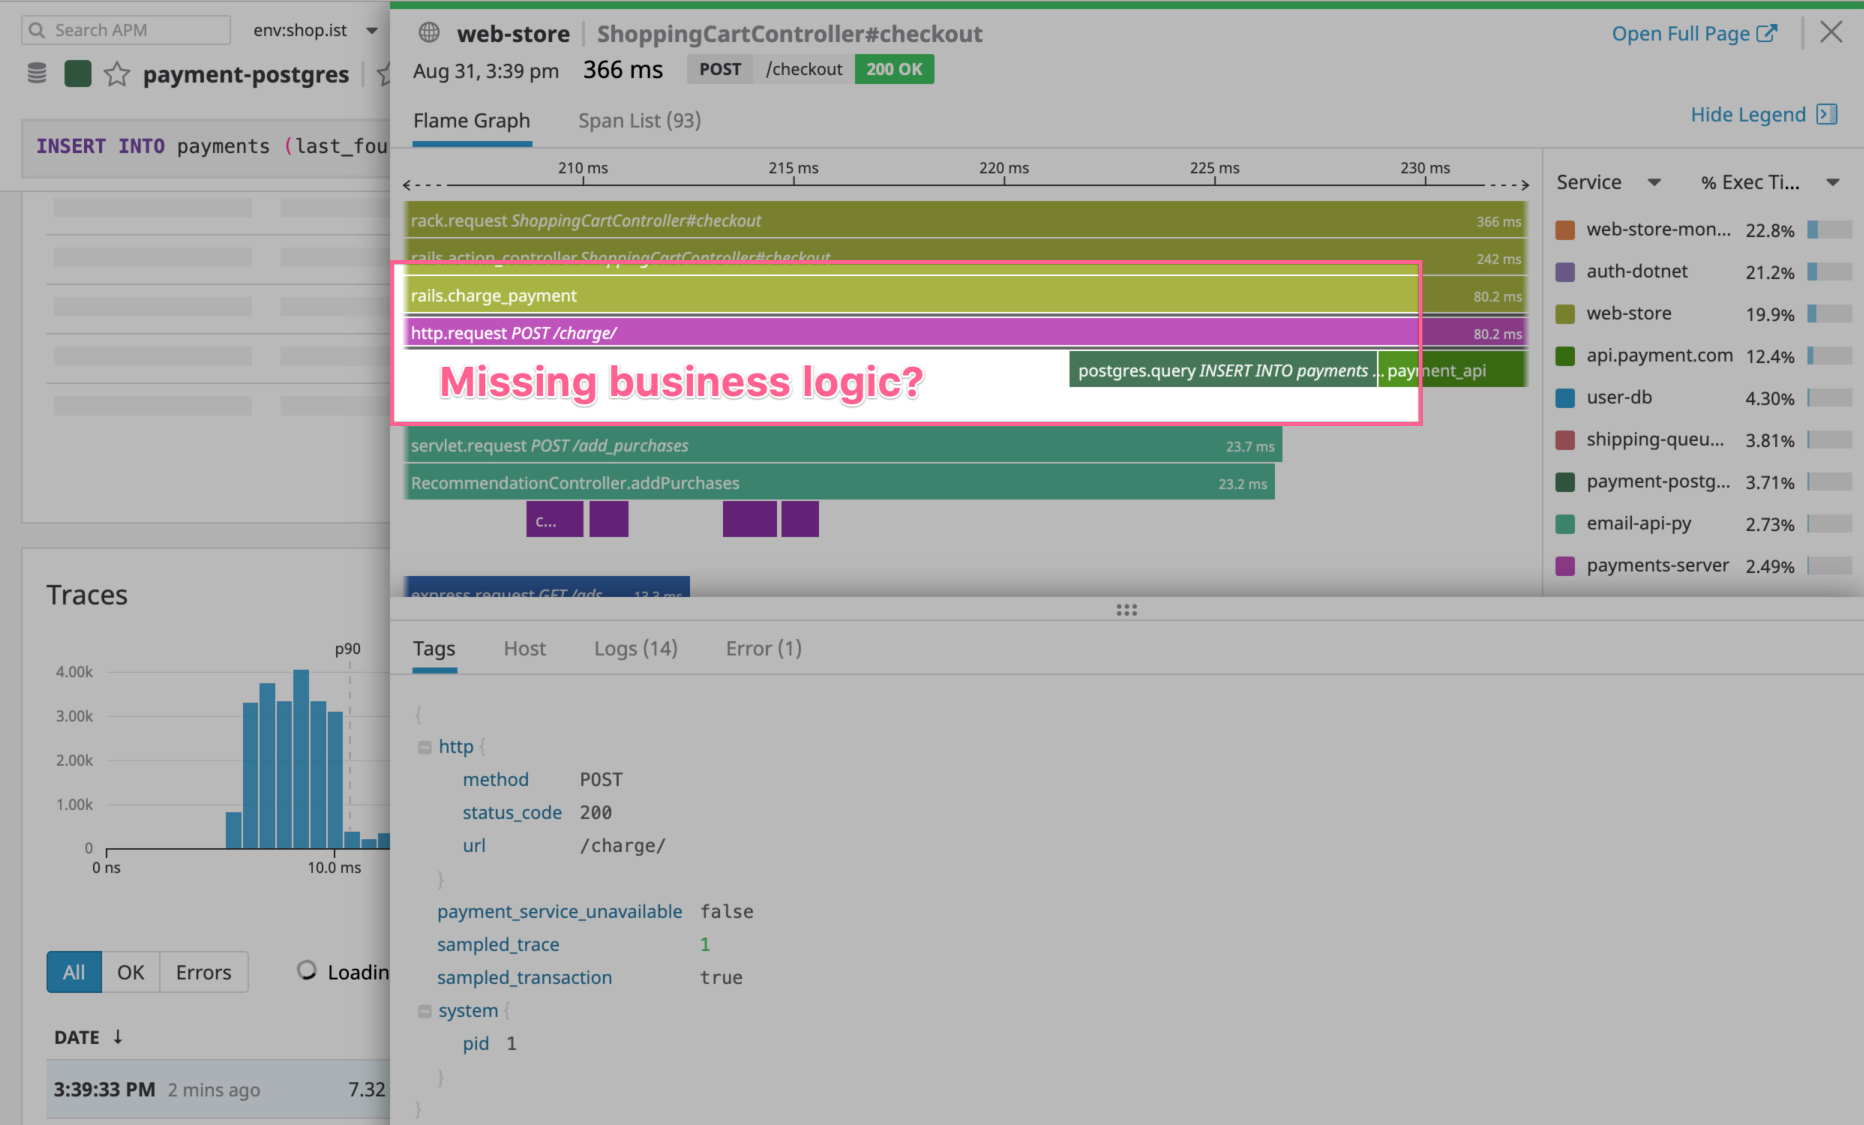 Search APM
env:shop.ist
payment-postgres
INSERT INTO payments (last_fou
Traces
p90
4.00k
3.00k
2.00k
1.00k
0
0 ns
10.0 ms
All
OK
Errors
Loadin
DATE ↓
3:39:33 PM 2 mins ago 7.32
web-store ShoppingCartController#checkout
Open Full Page
Aug 31, 3:39 pm 366 ms POST /checkout 200 OK
Flame Graph
Span List (93)
Hide Legend
210 ms 215 ms 220 ms 225 ms 230 ms
rack.request ShoppingCartController#checkout 366 ms
rails.action_controller ShoppingCartController#checkout 242 ms
rails.charge_payment 80.2 ms
http.request POST /charge/ 80.2 ms
Missing business logic?
postgres.query INSERT INTO payments ... payment_api
servlet.request POST /add_purchases 23.7 ms
RecommendationController.addPurchases 23.2 ms
c...
express.request GET /ads 13.3 ms
Service % Exec Ti...
web-store-mon... 22.8%
auth-dotnet 21.2%
web-store 19.9%
api.payment.com 12.4%
user-db 4.30%
shipping-queu... 3.81%
payment-postg... 3.71%
email-api-py 2.73%
payments-server 2.49%
Tags
Host
Logs (14)
Error (1)
{
http {
method POST
status_code 200
url /charge/
}
payment_service_unavailable false
sampled_trace 1
sampled_transaction true
system {
pid 1
}
}